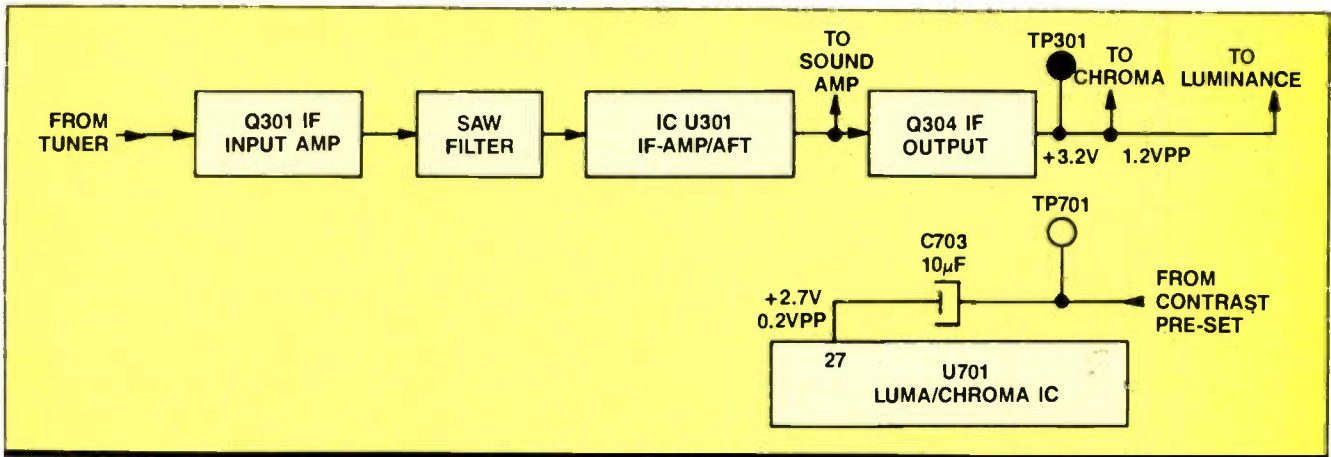 FROM
TUNER
Q301 IF
INPUT AMP
SAW
FILTER
IC U301
IF-AMP/AFT
TO
SOUND
AMP
Q304 IF
OUTPUT
TP301
TO
CHROMA
TO
LUMINANCE
+3.2V
1.2VPP
TP701
C703
10µF
+2.7V
0.2VPP
FROM
CONTRAST
PRE-SET
27
U701
LUMA/CHROMA IC